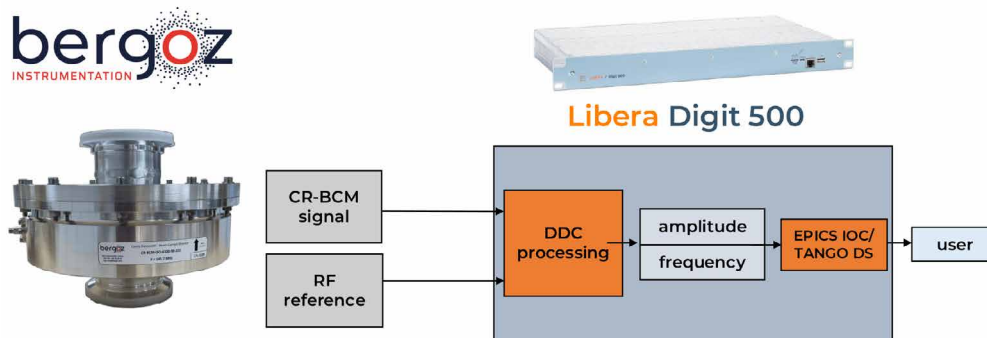 bergoz
INSTRUMENTATION
Libera Digit 500
bergoz
CR-BCM
signal
RF
reference
DDC
processing
amplitude
frequency
EPICS IOC/
TANGO DS
user